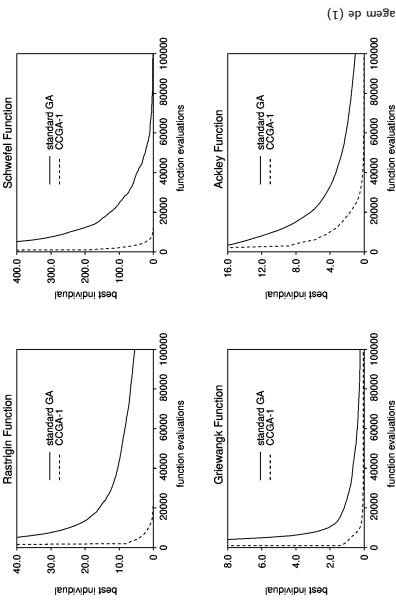 Rastrigin Function
best individual
40.0
30.0
20.0
10.0
0
standard GA
CCGA-1
0 20000 40000 60000 80000 100000
function evaluations
Schwefel Function
best individual
400.0
300.0
200.0
100.0
0
standard GA
CCGA-1
0 20000 40000 60000 80000 100000
function evaluations
Griewangk Function
best individual
8.0
6.0
4.0
2.0
0
standard GA
CCGA-1
0 20000 40000 60000 80000 100000
function evaluations
Ackley Function
best individual
16.0
12.0
8.0
4.0
0
standard GA
CCGA-1
0 20000 40000 60000 80000 100000
function evaluations
agem de (1)